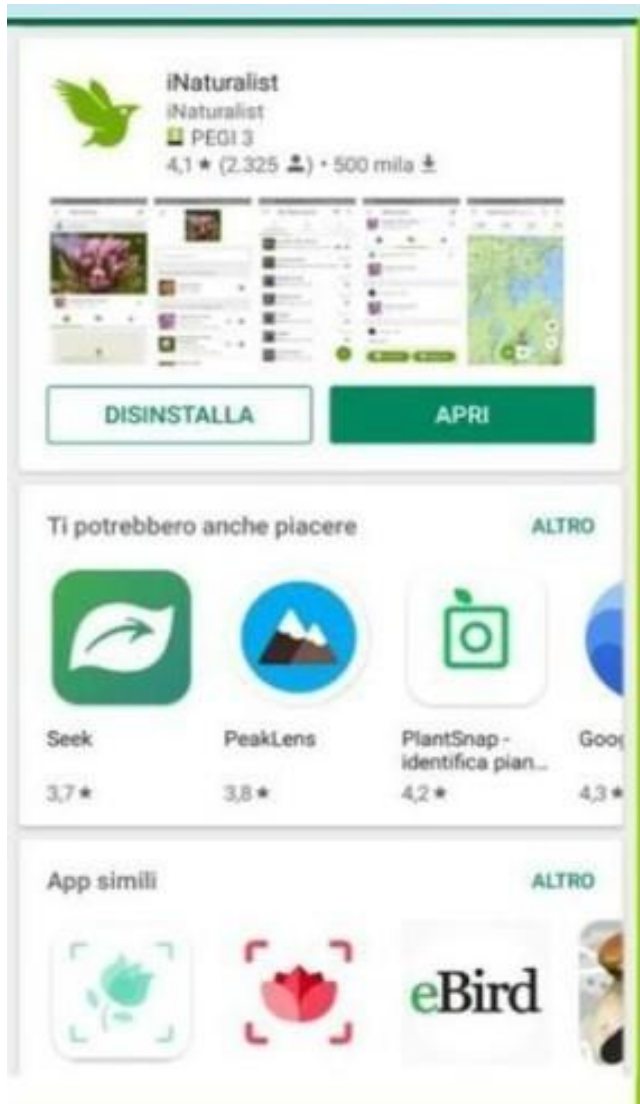 iNaturalist
iNaturalist
PEGI 3
4,1 ★ (2.325) • 500 mila
DISINSTALLA
APRI
Ti potrebbero anche piacere
ALTRO
Seek
PeakLens
PlantSnap -
identifica pian...
Goog
3,7 ★
3,8 ★
4,2 ★
4,3 ★
App simili
ALTRO
eBird